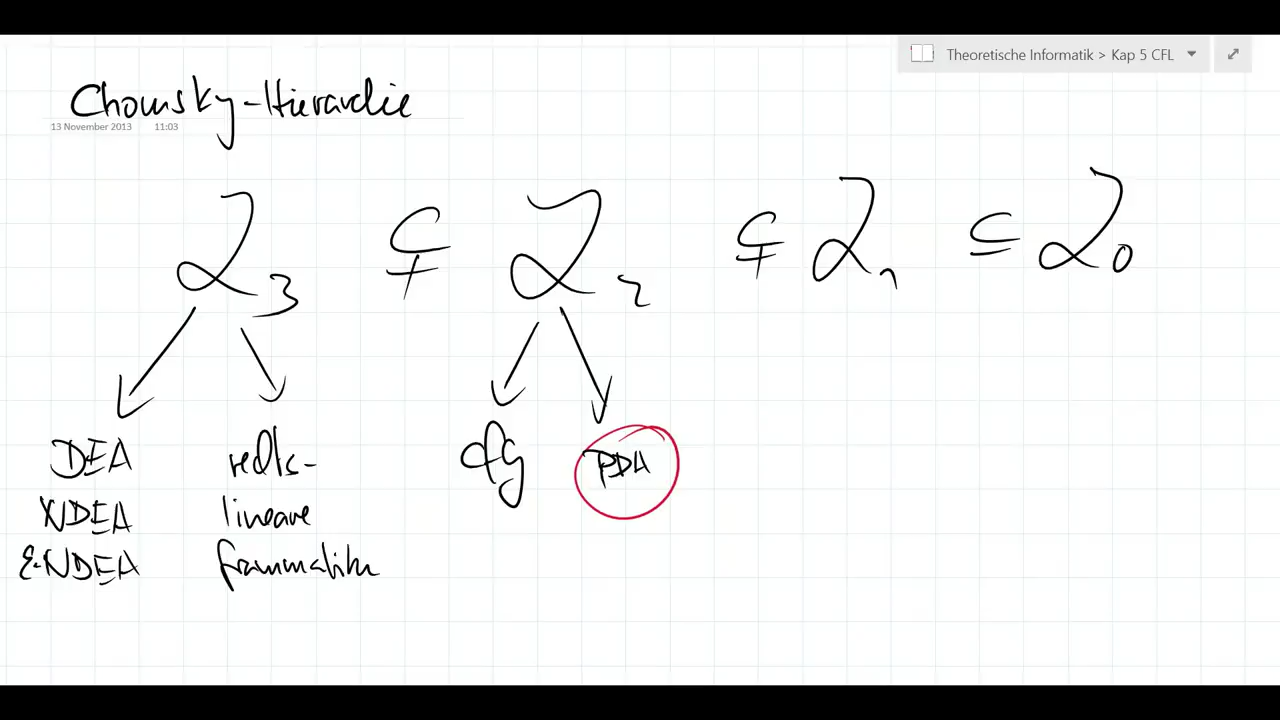 Theoretische Informatik > Kap 5 CFL
Chomsky-Hierarchie
13 November 2013 11:03
ℒ₃ ⊊ ℒ₂ ⊊ ℒ₁ ⊆ ℒ₀
DEA rechts- cfg PDA
NDEA lineare
ε-NDEA Grammatik